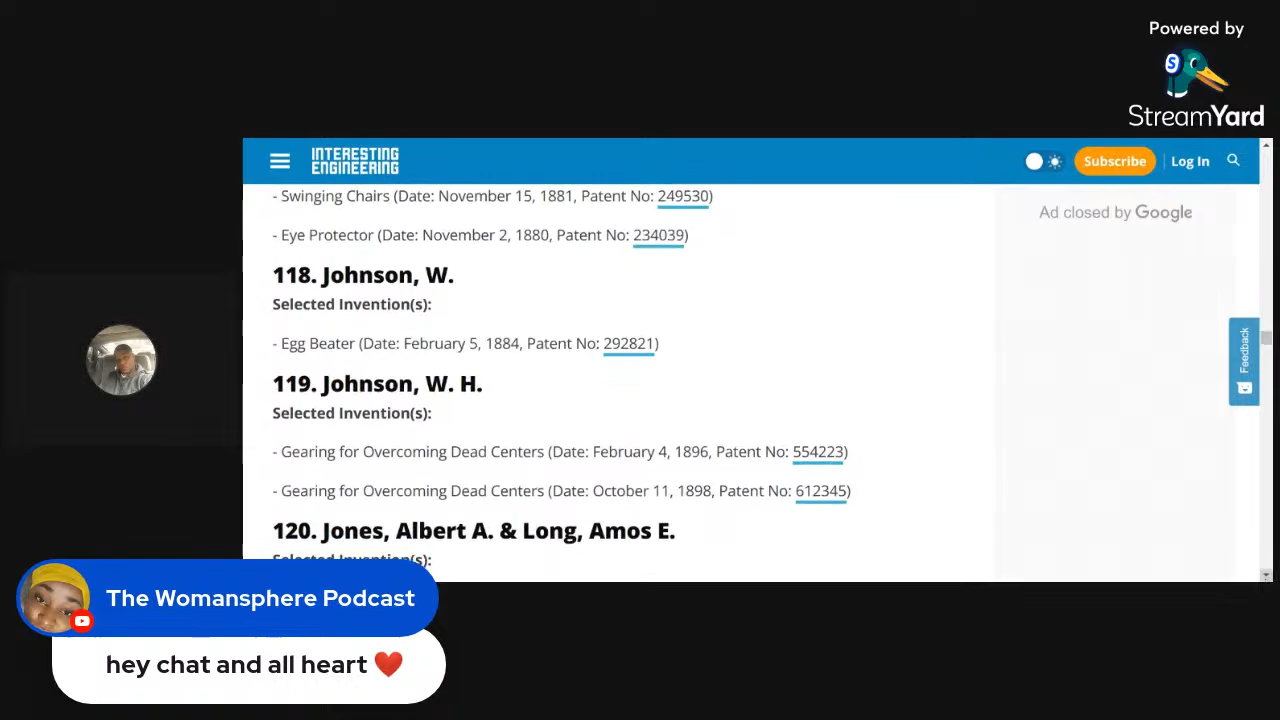 Powered by
StreamYard
INTERESTING
ENGINEERING
Subscribe
Log In
- Swinging Chairs (Date: November 15, 1881, Patent No: 249530)
Ad closed by Google
- Eye Protector (Date: November 2, 1880, Patent No: 234039)
118. Johnson, W.
Selected Invention(s):
- Egg Beater (Date: February 5, 1884, Patent No: 292821)
Feedback
119. Johnson, W. H.
Selected Invention(s):
- Gearing for Overcoming Dead Centers (Date: February 4, 1896, Patent No: 554223)
- Gearing for Overcoming Dead Centers (Date: October 11, 1898, Patent No: 612345)
120. Jones, Albert A. & Long, Amos E.
Selected Invention(s):
The Womansphere Podcast
hey chat and all heart ❤️